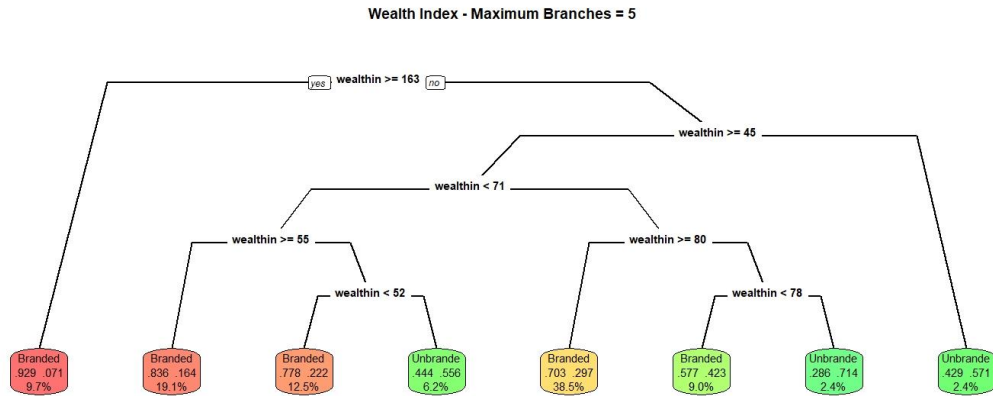 Wealth Index - Maximum Branches = 5
yes wealthin >= 163 no
wealthin >= 45
wealthin < 71
wealthin >= 55 wealthin >= 80
wealthin < 52 wealthin < 78
Branded Branded Branded Unbrande Branded Branded Unbrande Unbrande
.929 .071 .836 .164 .778 .222 .444 .556 .703 .297 .577 .423 .286 .714 .429 .571
9.7% 19.1% 12.5% 6.2% 38.5% 9.0% 2.4% 2.4%